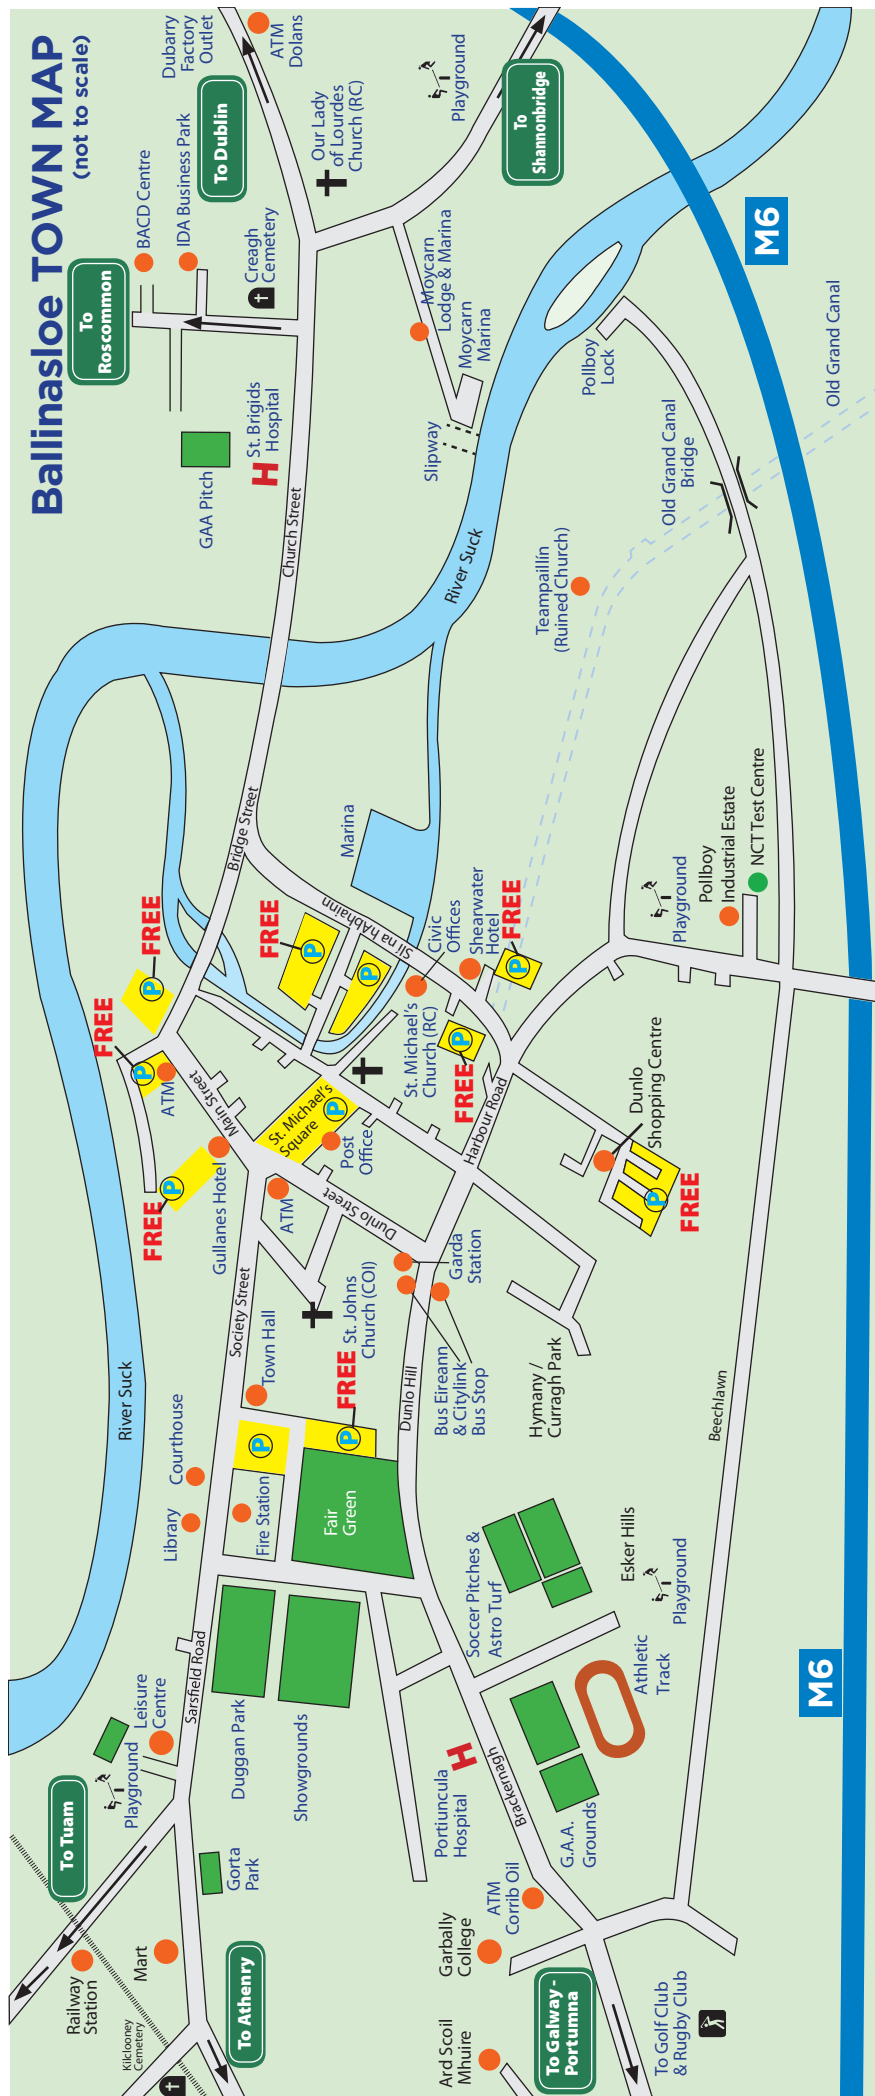 Ballinasloe TOWN MAP
(not to scale)
To Tuam
Railway
Station
Mart
Kilclooney
Cemetery
To Athenry
Gorta
Park
Playground
Leisure
Centre
Sarsfield Road
Duggan Park
Showgrounds
Library
Courthouse
Fire Station
Fair
Green
P
P
FREE
Town Hall
Society Street
St. Johns
Church (COI)
River Suck
Gullanes Hotel
FREE
P
ATM
Dunlo Street
Main Street
ATM
P
FREE
P
FREE
St. Michael's
Square
P
Post
Office
St. Michael's
Church (RC)
Bridge Street
FREE
P
P
Slí na hAbhainn
Civic
Offices
Shearwater
Hotel
FREE
P
P
FREE
Marina
Harbour Road
Garda
Station
Bus Eireann
& Citylink
Bus Stop
Dunlo Hill
Hymany /
Curragh Park
Dunlo
Shopping Centre
P
FREE
Playground
Pollboy
Industrial Estate
NCT Test Centre
Beechlawn
Soccer Pitches &
Astro Turf
Esker Hills
Playground
Athletic
Track
G.A.A.
Grounds
Portiuncula
Hospital
H
Brackernagh
ATM
Corrib Oil
Garbally
College
Ard Scoil
Mhuire
To Galway -
Portumna
To Golf Club
& Rugby Club
M6
Church Street
GAA Pitch
H
St. Brigids
Hospital
To
Roscommon
BACD Centre
IDA Business Park
Creagh
Cemetery
To Dublin
Dubarry
Factory
Outlet
ATM
Dolans
Our Lady
of Lourdes
Church (RC)
Playground
To
Shannonbridge
Moycarn
Lodge & Marina
Moycarn
Marina
Slipway
River Suck
Teampaillín
(Ruined Church)
Pollboy
Lock
Old Grand Canal
Bridge
Old Grand Canal
M6